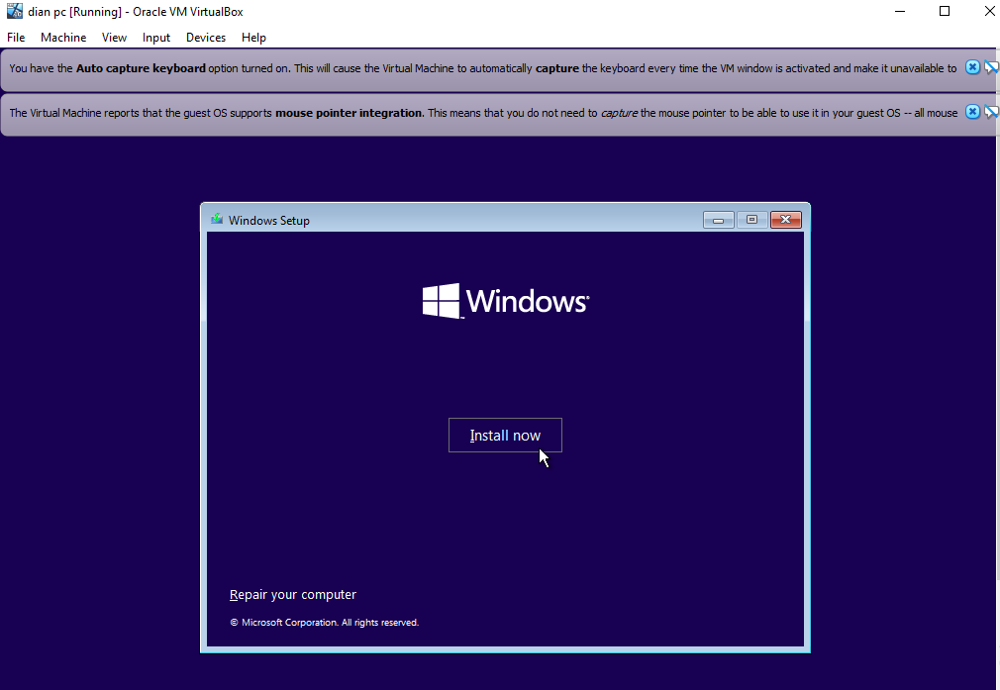 dian pc [Running] - Oracle VM VirtualBox
File Machine View Input Devices Help
You have the Auto capture keyboard option turned on. This will cause the Virtual Machine to automatically capture the keyboard every time the VM window is activated and make it unavailable to
The Virtual Machine reports that the guest OS supports mouse pointer integration. This means that you do not need to capture the mouse pointer to be able to use it in your guest OS -- all mouse
Windows Setup
Windows
Install now
Repair your computer
© Microsoft Corporation. All rights reserved.